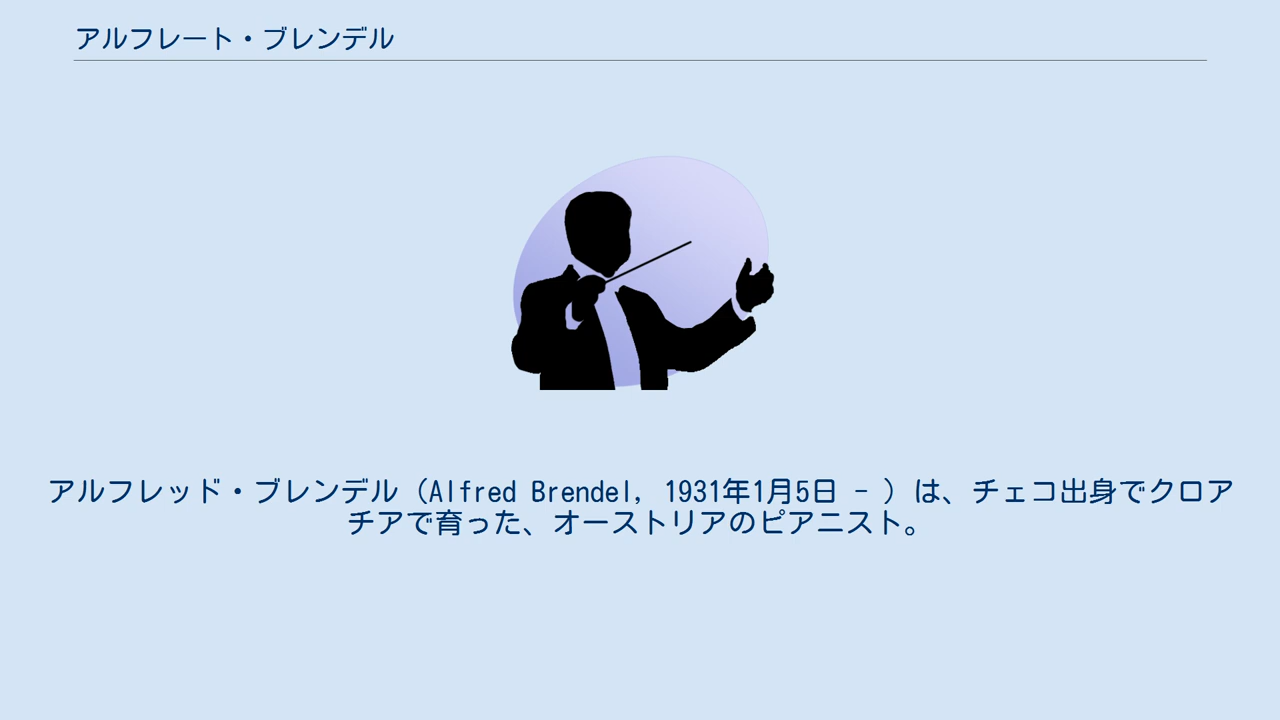 アルフレート・ブレンデル
アルフレッド・ブレンデル（Alfred Brendel, 1931年1月5日 - ）は、チェコ出身でクロア
チアで育った、オーストリアのピアニスト。